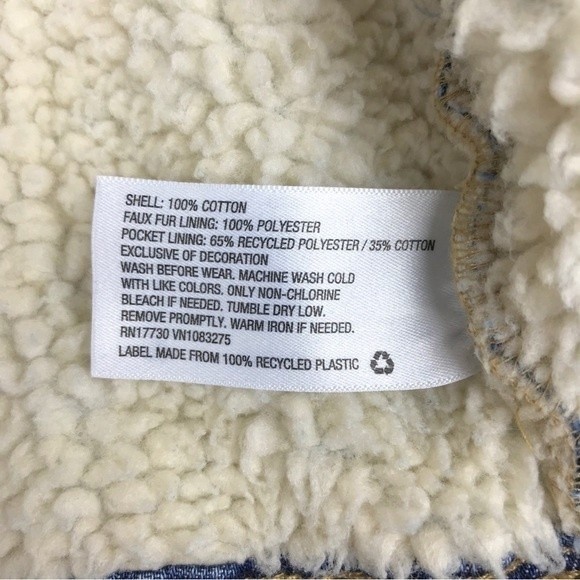 SHELL: 100% COTTON
FAUX FUR LINING: 100% POLYESTER
POCKET LINING: 65% RECYCLED POLYESTER / 35% COTTON
EXCLUSIVE OF DECORATION
WASH BEFORE WEAR. MACHINE WASH COLD
WITH LIKE COLORS. ONLY NON-CHLORINE
BLEACH IF NEEDED. TUMBLE DRY LOW.
REMOVE PROMPTLY. WARM IRON IF NEEDED.
RN17730 VN1083275
LABEL MADE FROM 100% RECYCLED PLASTIC